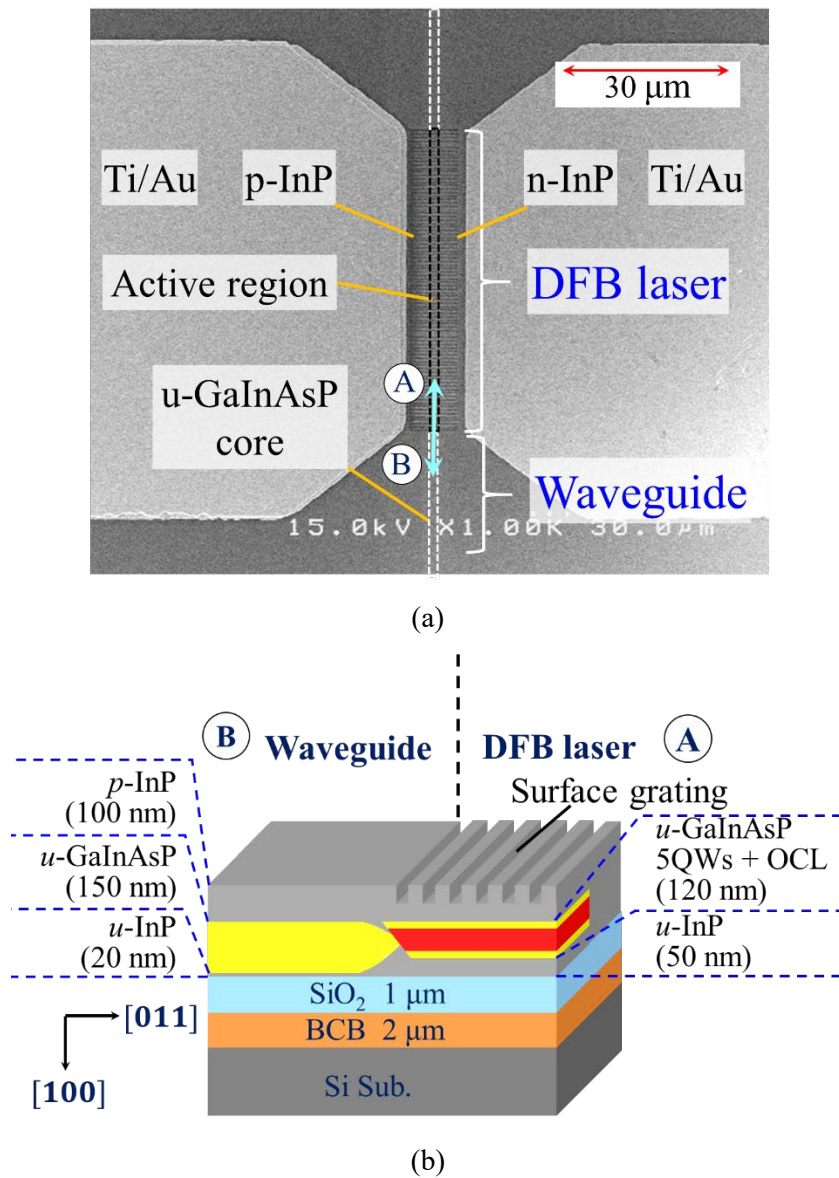 30 μm
Ti/Au
p-InP
n-InP
Ti/Au
Active region
DFB laser
A
u-GaInAsP
core
B
Waveguide
15.0kV X1.00K 30.0μm
(a)
B
Waveguide
DFB laser
A
Surface grating
p-InP
(100 nm)
u-GaInAsP
(150 nm)
u-InP
(20 nm)
u-GaInAsP
5QWs + OCL
(120 nm)
u-InP
(50 nm)
SiO₂ 1 μm
BCB 2 μm
Si Sub.
[011]
[100]
(b)